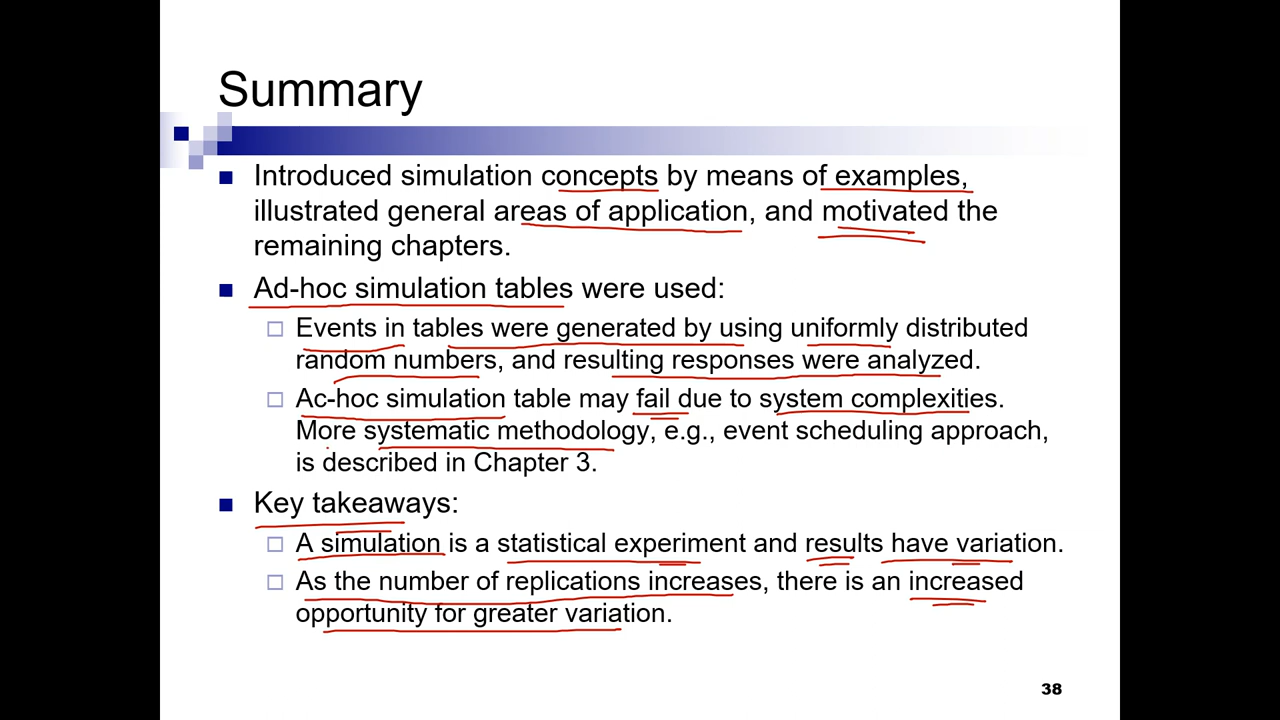 Summary
Introduced simulation concepts by means of examples,
illustrated general areas of application, and motivated the
remaining chapters.
Ad-hoc simulation tables were used:
Events in tables were generated by using uniformly distributed
random numbers, and resulting responses were analyzed.
Ac-hoc simulation table may fail due to system complexities.
More systematic methodology, e.g., event scheduling approach,
is described in Chapter 3.
Key takeaways:
A simulation is a statistical experiment and results have variation.
As the number of replications increases, there is an increased
opportunity for greater variation.
38